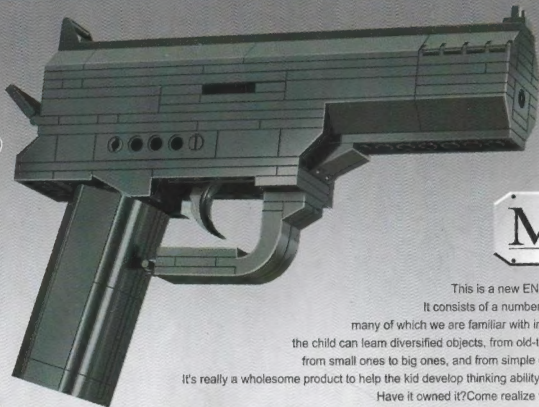 M
This is a new EN
It consists of a number
many of which we are familiar with in
the child can learn diversified objects, from old-t
from small ones to big ones, and from simple
It's really a wholesome product to help the kid develop thinking ability
Have it owned it?Come realize